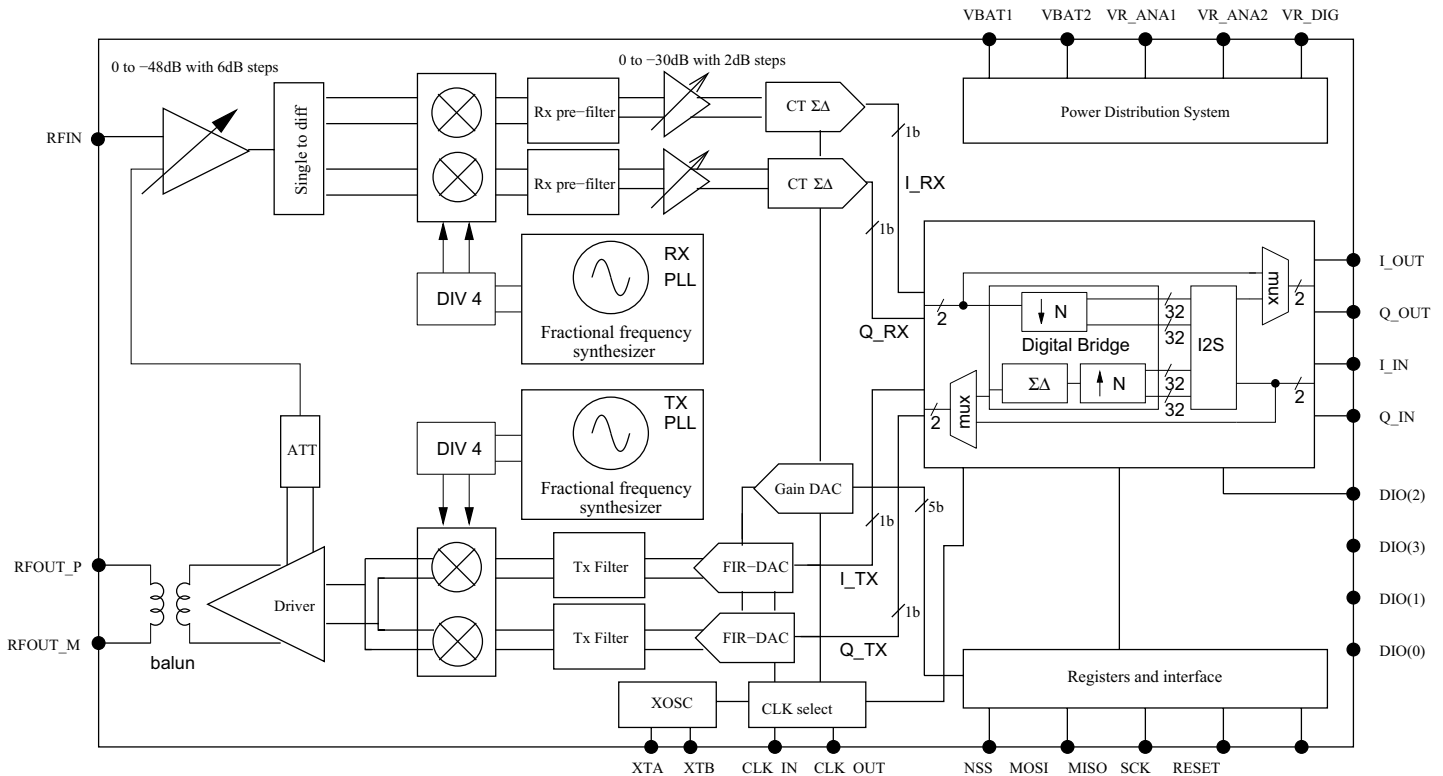 VBAT1 VBAT2 VR_ANA1 VR_ANA2 VR_DIG
0 to −48dB with 6dB steps
0 to −30dB with 2dB steps
RFIN
Single to diff
Rx pre−filter
CT ΣΔ
1b
Power Distribution System
Rx pre−filter
CT ΣΔ
1b
I_RX
Q_RX
DIV 4
RX
PLL
Fractional frequency
synthesizer
2
N
32
32
Digital Bridge
I2S
mux
2
ΣΔ
N
32
32
mux
2
2
I_OUT
Q_OUT
I_IN
Q_IN
DIO(2)
DIO(3)
DIO(1)
DIO(0)
TX
PLL
DIV 4
Fractional frequency
synthesizer
ATT
Gain DAC
5b
1b
RFOUT_P
RFOUT_M
balun
Driver
Tx Filter
FIR−DAC
I_TX
Tx Filter
FIR−DAC
1b
Q_TX
XOSC
CLK select
Registers and interface
XTA XTB CLK_IN CLK_OUT NSS MOSI MISO SCK RESET